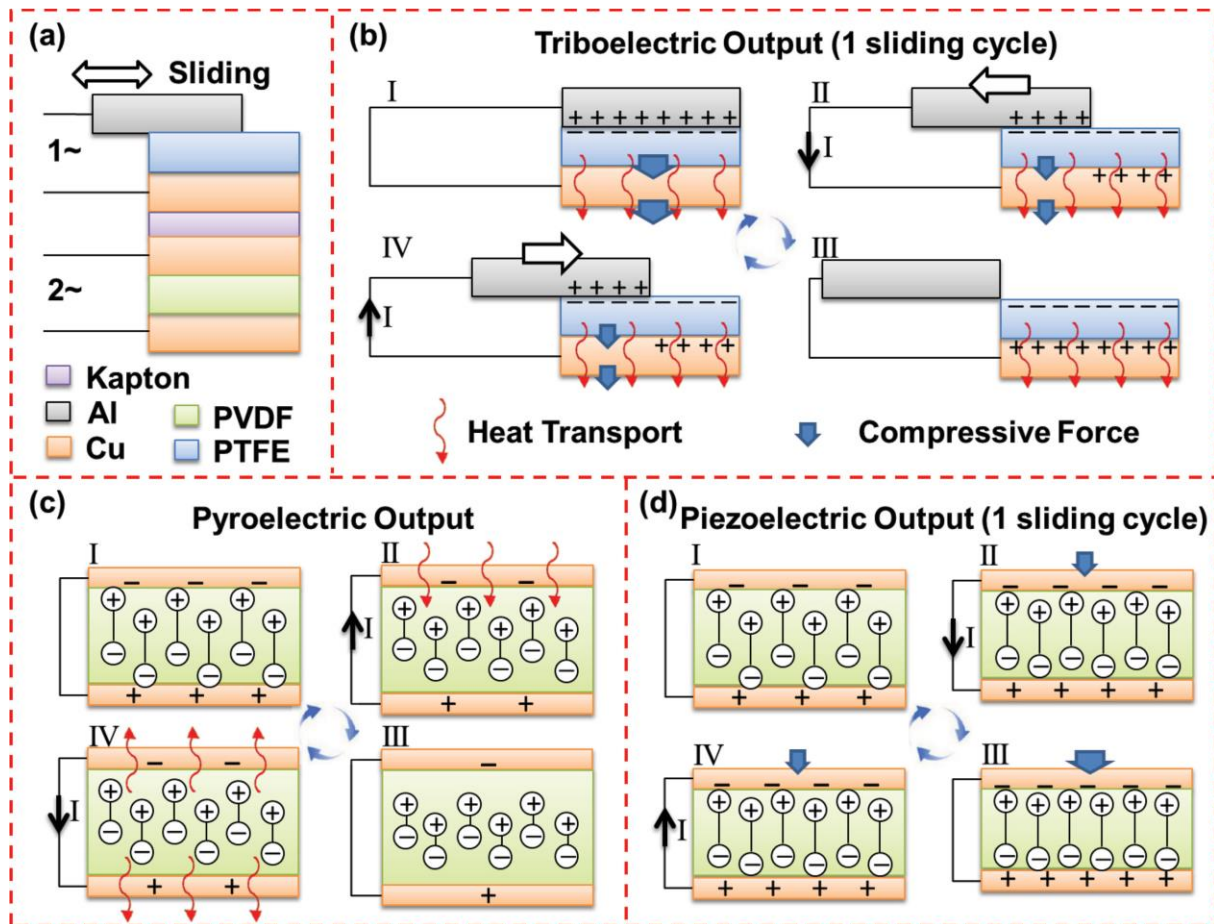 (a)
Sliding
1~
2~
Kapton
Al
PVDF
Cu
PTFE
(b)
Triboelectric Output (1 sliding cycle)
I
+ + + + + + + +
− − − − − − − −
II
I
+ + + +
− − − − − − − −
+ + + +
IV
I
+ + + +
− − − − − − − −
+ + + +
III
− − − − − − − −
+ + + + + + + +
Heat Transport
Compressive Force
(c)
Pyroelectric Output
I
− − −
+ + +
− − −
+ + +
II
I
− −
+ + +
− − −
+ +
IV
I
− − −
+ + +
− − −
+ +
III
−
+ + +
− − −
+
(d)
Piezoelectric Output (1 sliding cycle)
I
− − −
+ + +
− − −
+ + +
II
I
− − − −
+ + + + + +
− − − − − −
+ + + +
IV
I
− − − −
+ + + + + +
− − − − − −
+ + + +
III
− − − − − −
+ + + + + +
− − − − − −
+ + + + +